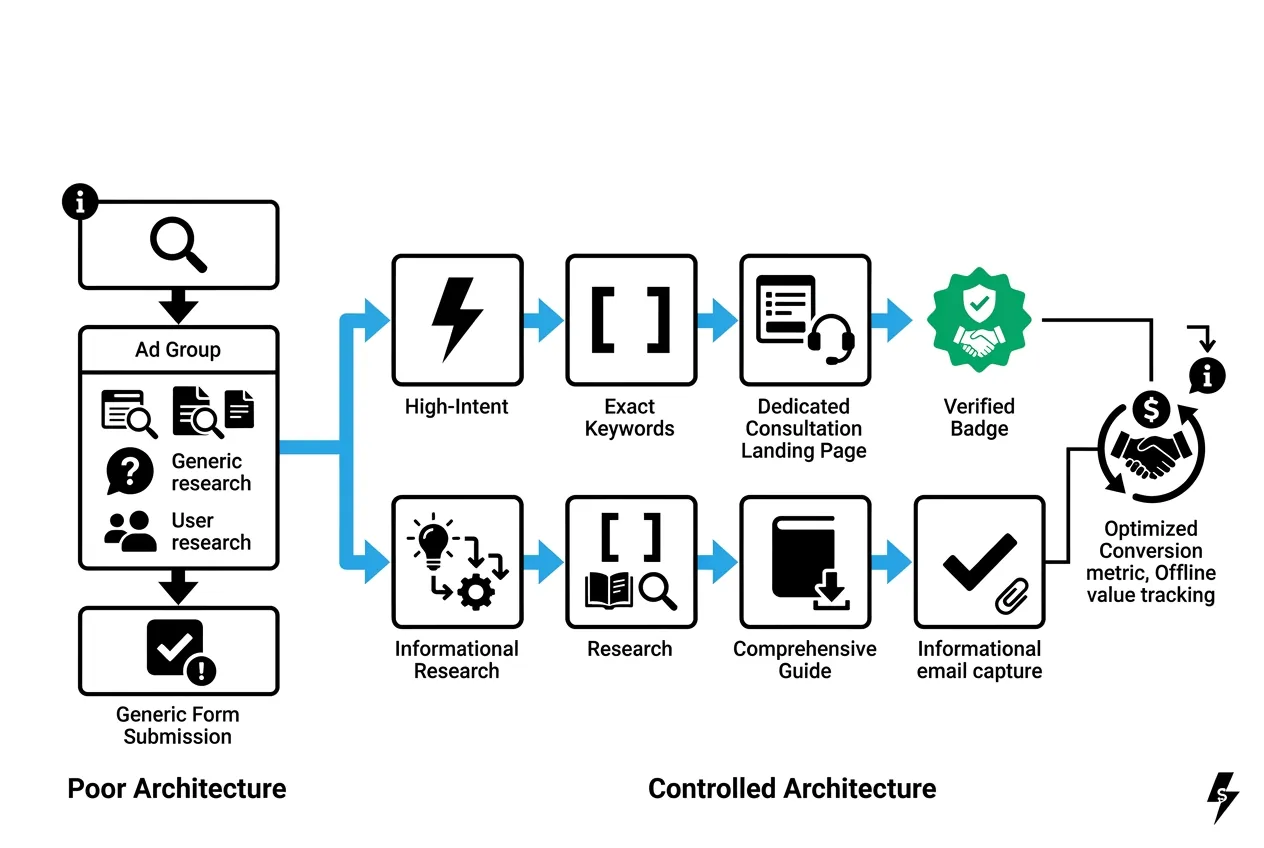 Ad Group
Generic
research
User
research
Generic Form
Submission
Poor Architecture
High-Intent
Exact
Keywords
Dedicated
Consultation
Landing Page
Verified
Badge
Informational
Research
Research
Comprehensive
Guide
Informational
email capture
Optimized
Conversion
metric, Offline
value tracking
Controlled Architecture